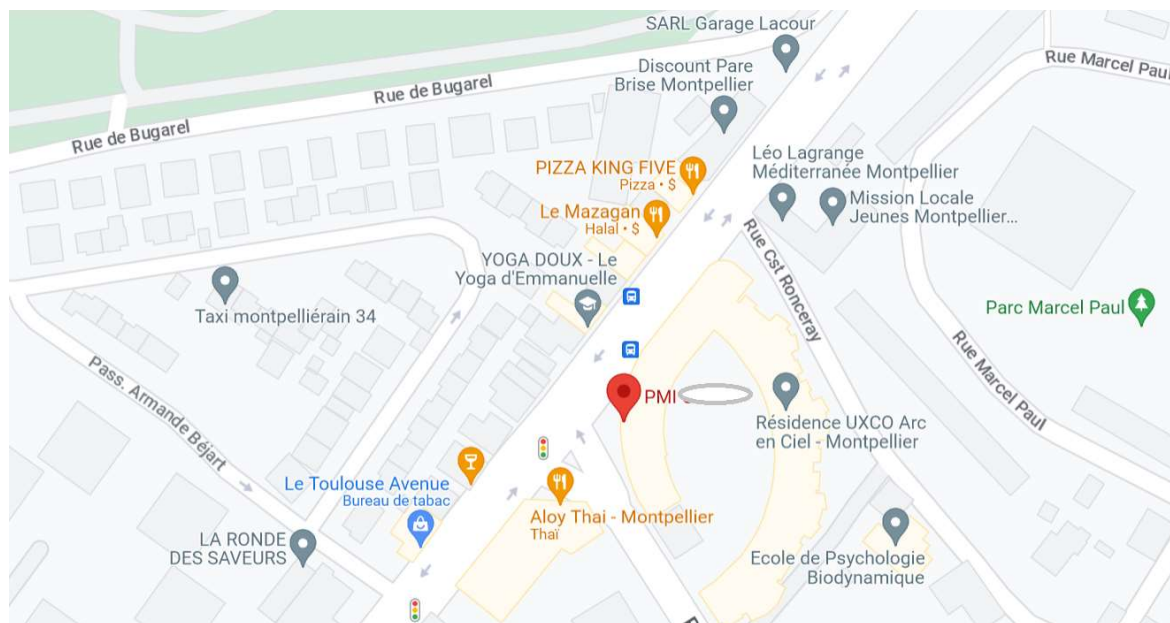 SARL Garage Lacour
Discount Pare
Brise Montpellier
Rue Marcel Paul
Rue de Bugarel
Rue de Bugarel
Léo Lagrange
Méditerranée Montpellier
PIZZA KING FIVE
Pizza • $
Mission Locale
Jeunes Montpellier...
Le Mazagan
Halal • $
YOGA DOUX - Le
Yoga d'Emmanuelle
Rue Cst Ronceray
Taxi montpelliérain 34
Parc Marcel Paul
Rue Marcel Paul
Pass. Armande Béjart
PMI
Résidence UXCO Arc
en Ciel - Montpellier
Le Toulouse Avenue
Bureau de tabac
Aloy Thai - Montpellier
Thaï
LA RONDE
DES SAVEURS
Ecole de Psychologie
Biodynamique